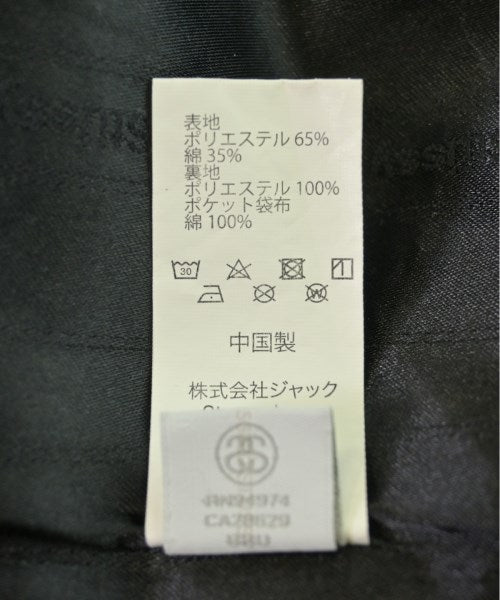 表地
ポリエステル 65%
綿 35%
裏地
ポリエステル 100%
ポケット袋布
綿 100%
30
W
中国製
株式会社ジャック
CA28629